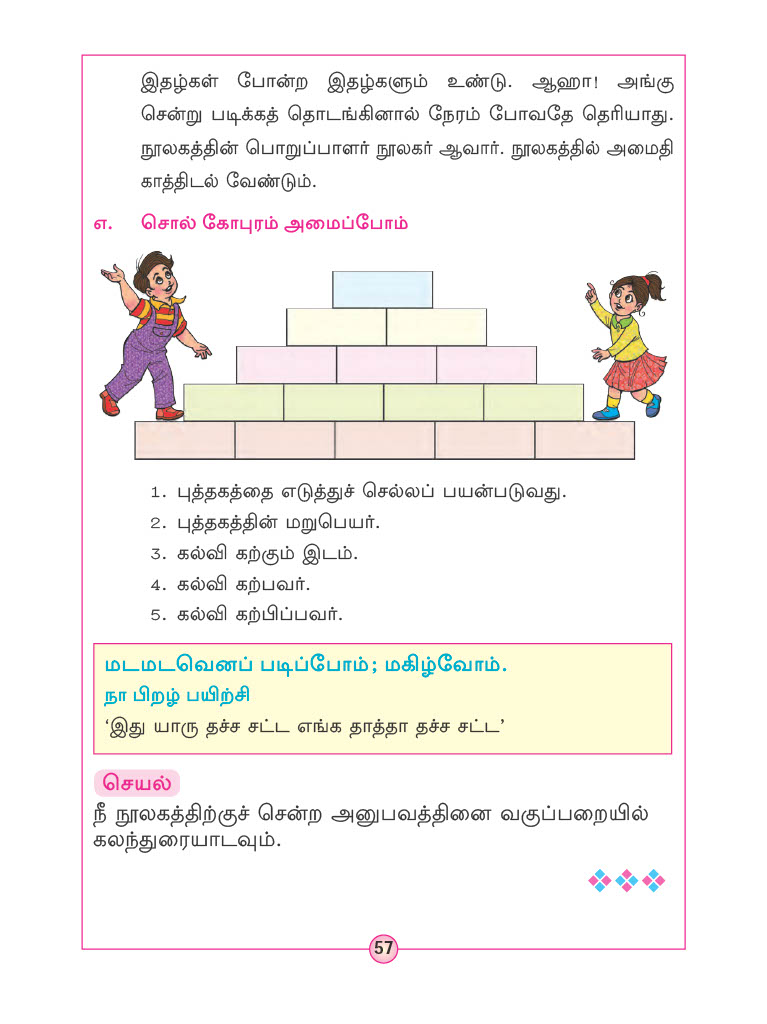 இதழ்கள் போன்ற இதழ்களும் உண்டு. ஆஹா! அங்கு
சென்று படிக்கத் தொடங்கினால் நேரம் போவதே தெரியாது.
நூலகத்தின் பொறுப்பாளர் நூலகர் ஆவார். நூலகத்தில் அமைதி
காத்திடல் வேண்டும்.
எ. சொல் கோபுரம் அமைப்போம்
1. புத்தகத்தை எடுத்துச் செல்லப் பயன்படுவது.
2. புத்தகத்தின் மறுபெயர்.
3. கல்வி கற்கும் இடம்.
4. கல்வி கற்பவர்.
5. கல்வி கற்பிப்பவர்.
மடமடவெனப் படிப்போம்; மகிழ்வோம்.
நா பிறழ் பயிற்சி
‘இது யாரு தச்ச சட்ட எங்க தாத்தா தச்ச சட்ட’
செயல்
நீ நூலகத்திற்குச் சென்ற அனுபவத்தினை வகுப்பறையில்
கலந்துரையாடவும்.
57